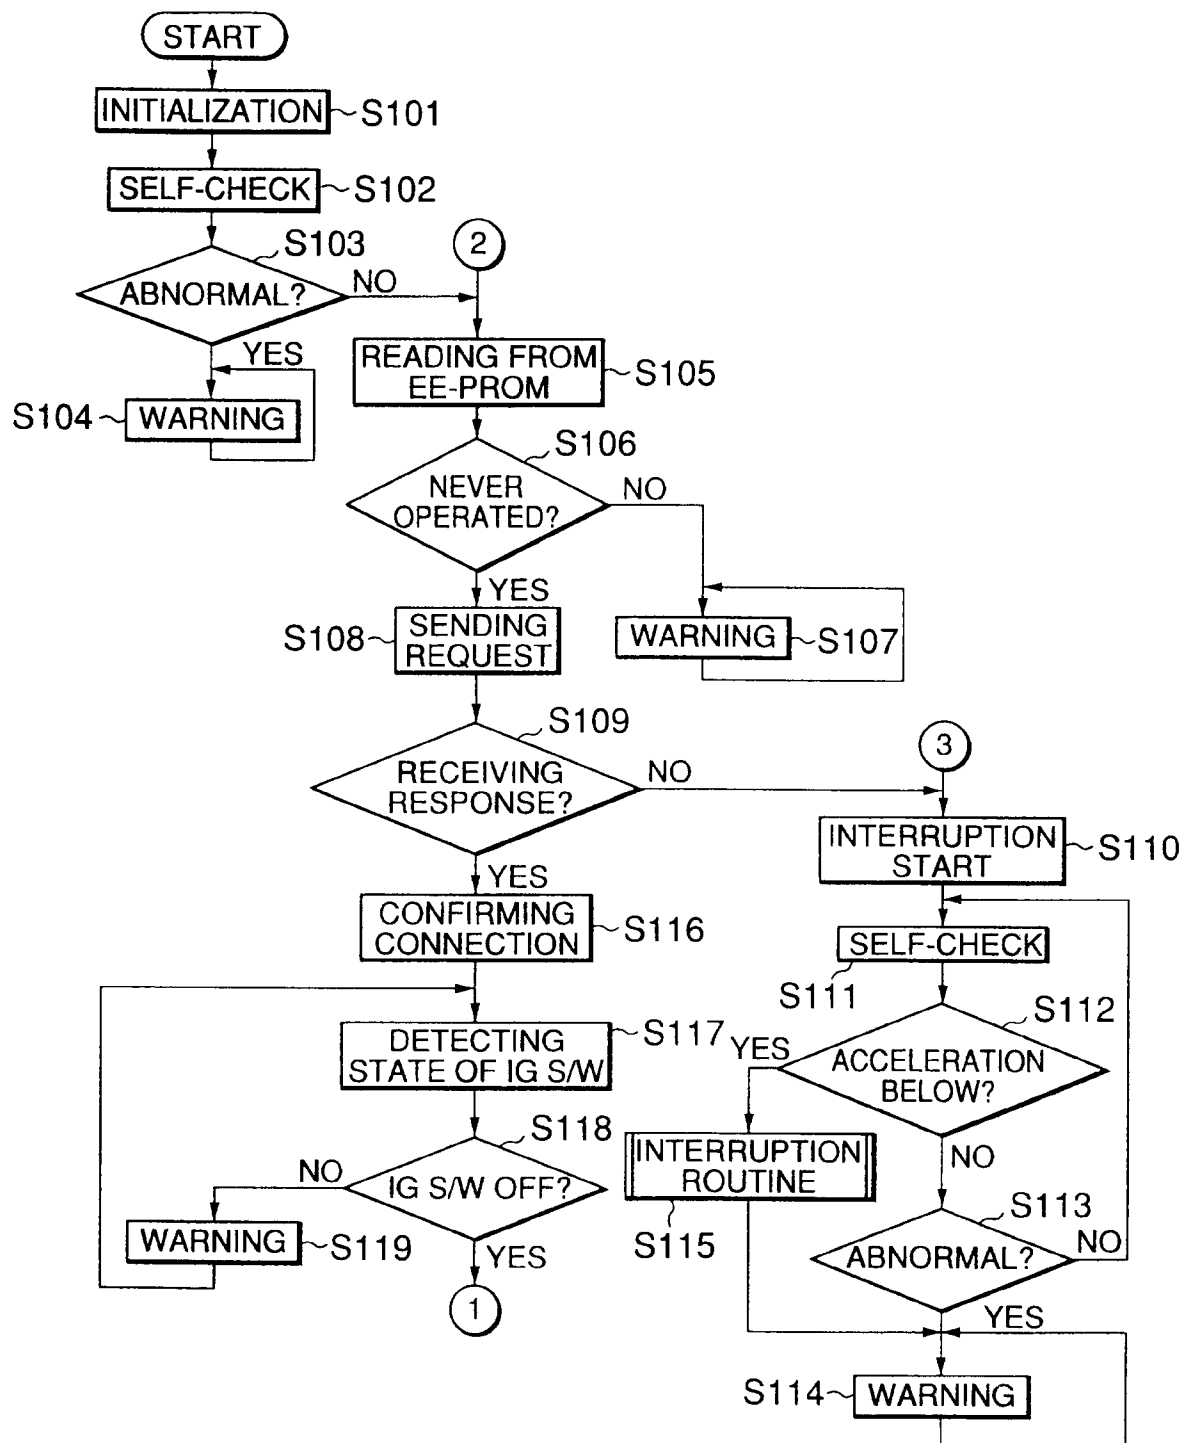 START
INITIALIZATION
S101
SELF-CHECK
S102
S103
2
ABNORMAL?
NO
YES
READING FROM
EE-PROM
S105
S104
WARNING
S106
NEVER
OPERATED?
NO
YES
S108
SENDING
REQUEST
WARNING
S107
S109
3
RECEIVING
RESPONSE?
NO
INTERRUPTION
START
S110
YES
CONFIRMING
CONNECTION
S116
SELF-CHECK
S111
S112
DETECTING
STATE OF IG S/W
S117
YES
ACCELERATION
BELOW?
S118
INTERRUPTION
ROUTINE
NO
NO
IG S/W OFF?
S113
WARNING
S119
S115
ABNORMAL?
NO
YES
1
YES
S114
WARNING